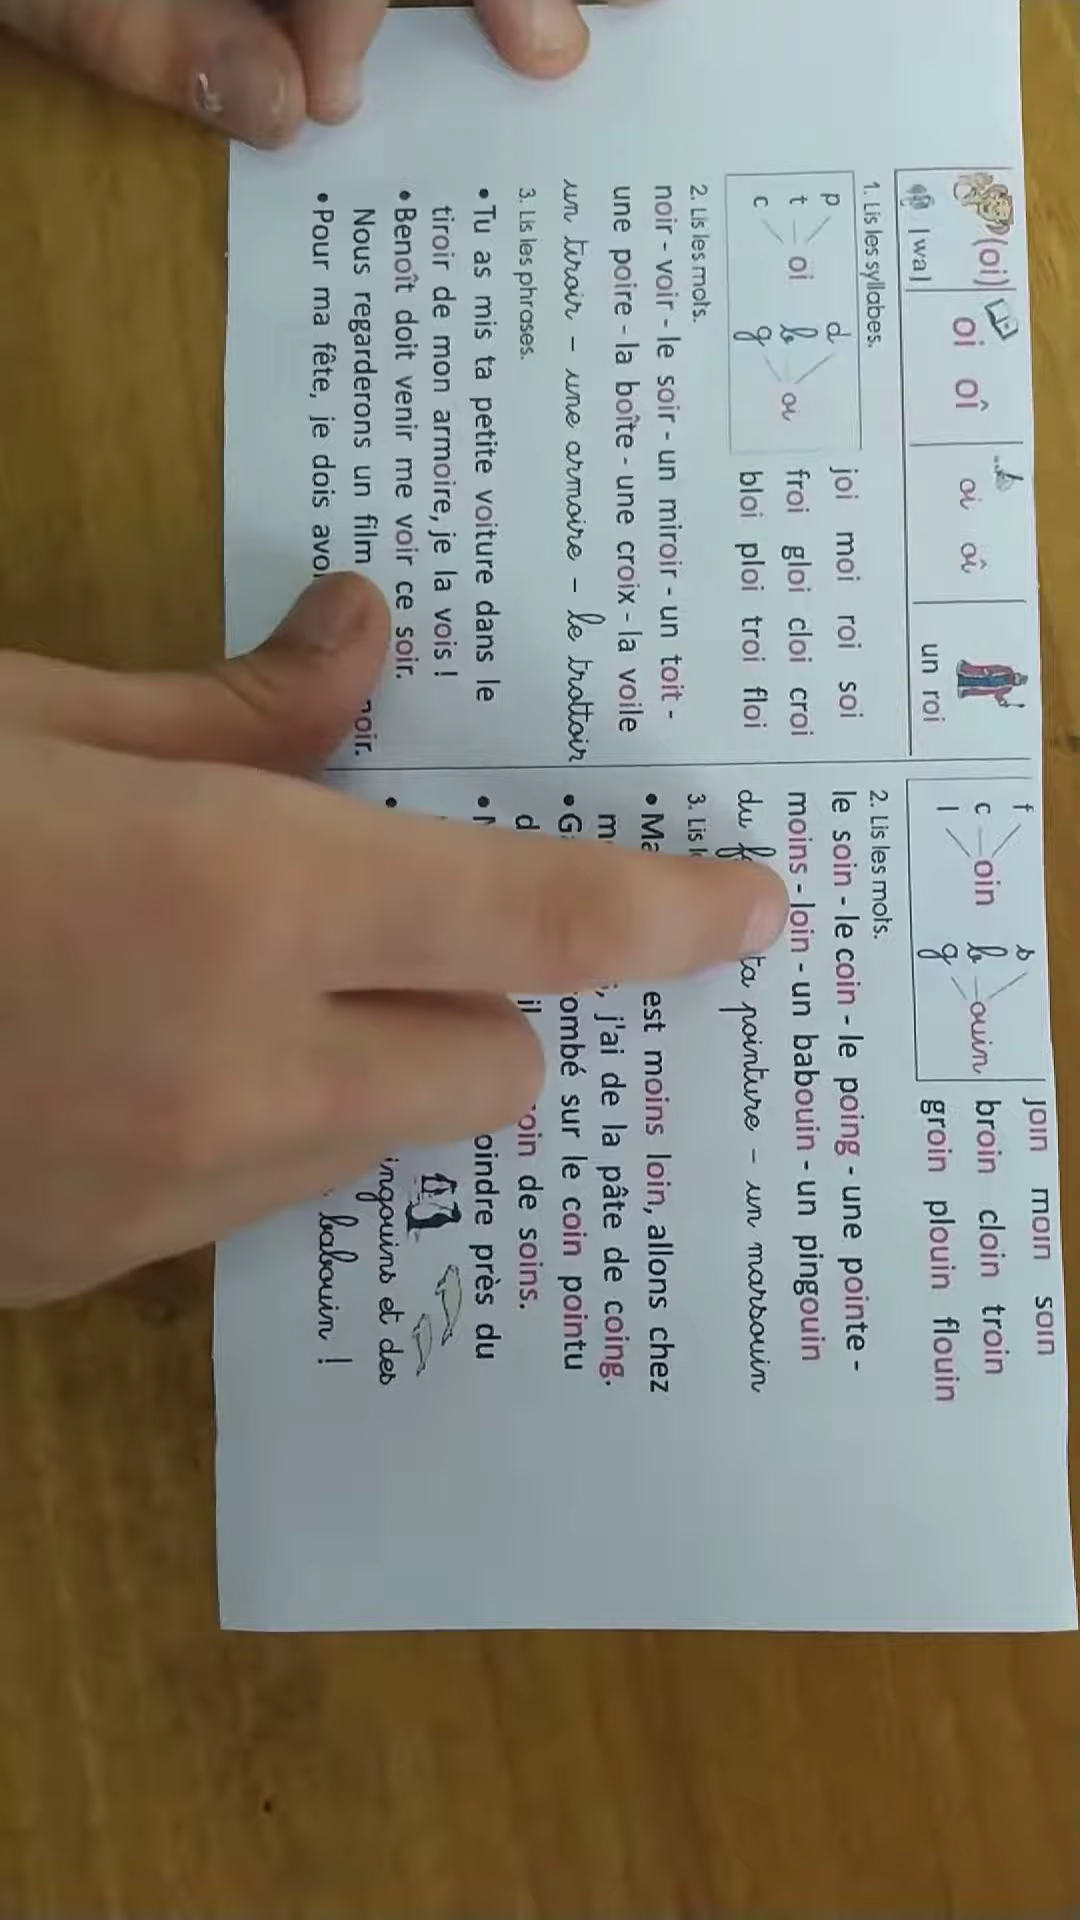 (oi) oi oî oi oî
[wa] un roi
1. Lis les syllabes.
p d joi moi roi soi
t oi b oi froi gloi cloi croi
c g bloi ploi troi floi
2. Lis les mots.
noir - voir - le soir - un miroir - un toit -
une poire - la boîte - une croix - la voile
un tiroir - une armoire - le trottoir
3. Lis les phrases.
• Tu as mis ta petite voiture dans le
tiroir de mon armoire, je la vois !
• Benoît doit venir me voir ce soir.
Nous regarderons un film noir.
• Pour ma fête, je dois
f s join moin soin
c oin b ouin broin cloin troin
l g groin plouin flouin
2. Lis les mots.
le soin - le coin - le poing - une pointe -
moins - loin - un babouin - un pingouin
du ta pointure - un marsouin
3. Lis
• est moins loin, allons chez
j'ai de la pâte de coing.
• sur le coin pointu
il de soins.
• près du
• et des
babouin !